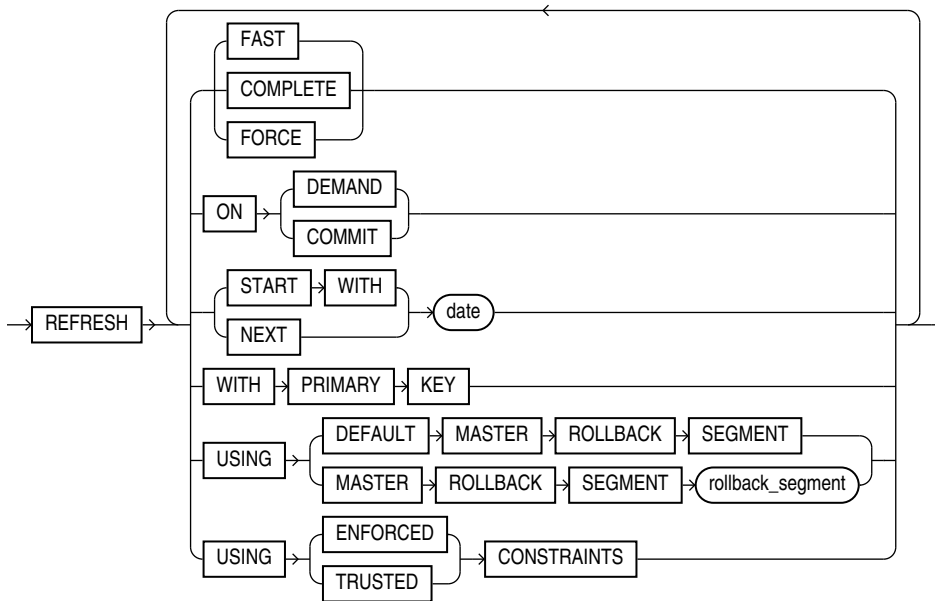 FAST
COMPLETE
FORCE
DEMAND
ON
COMMIT
START WITH
date
NEXT
REFRESH
WITH PRIMARY KEY
DEFAULT MASTER ROLLBACK SEGMENT
USING
MASTER ROLLBACK SEGMENT rollback_segment
ENFORCED
USING CONSTRAINTS
TRUSTED